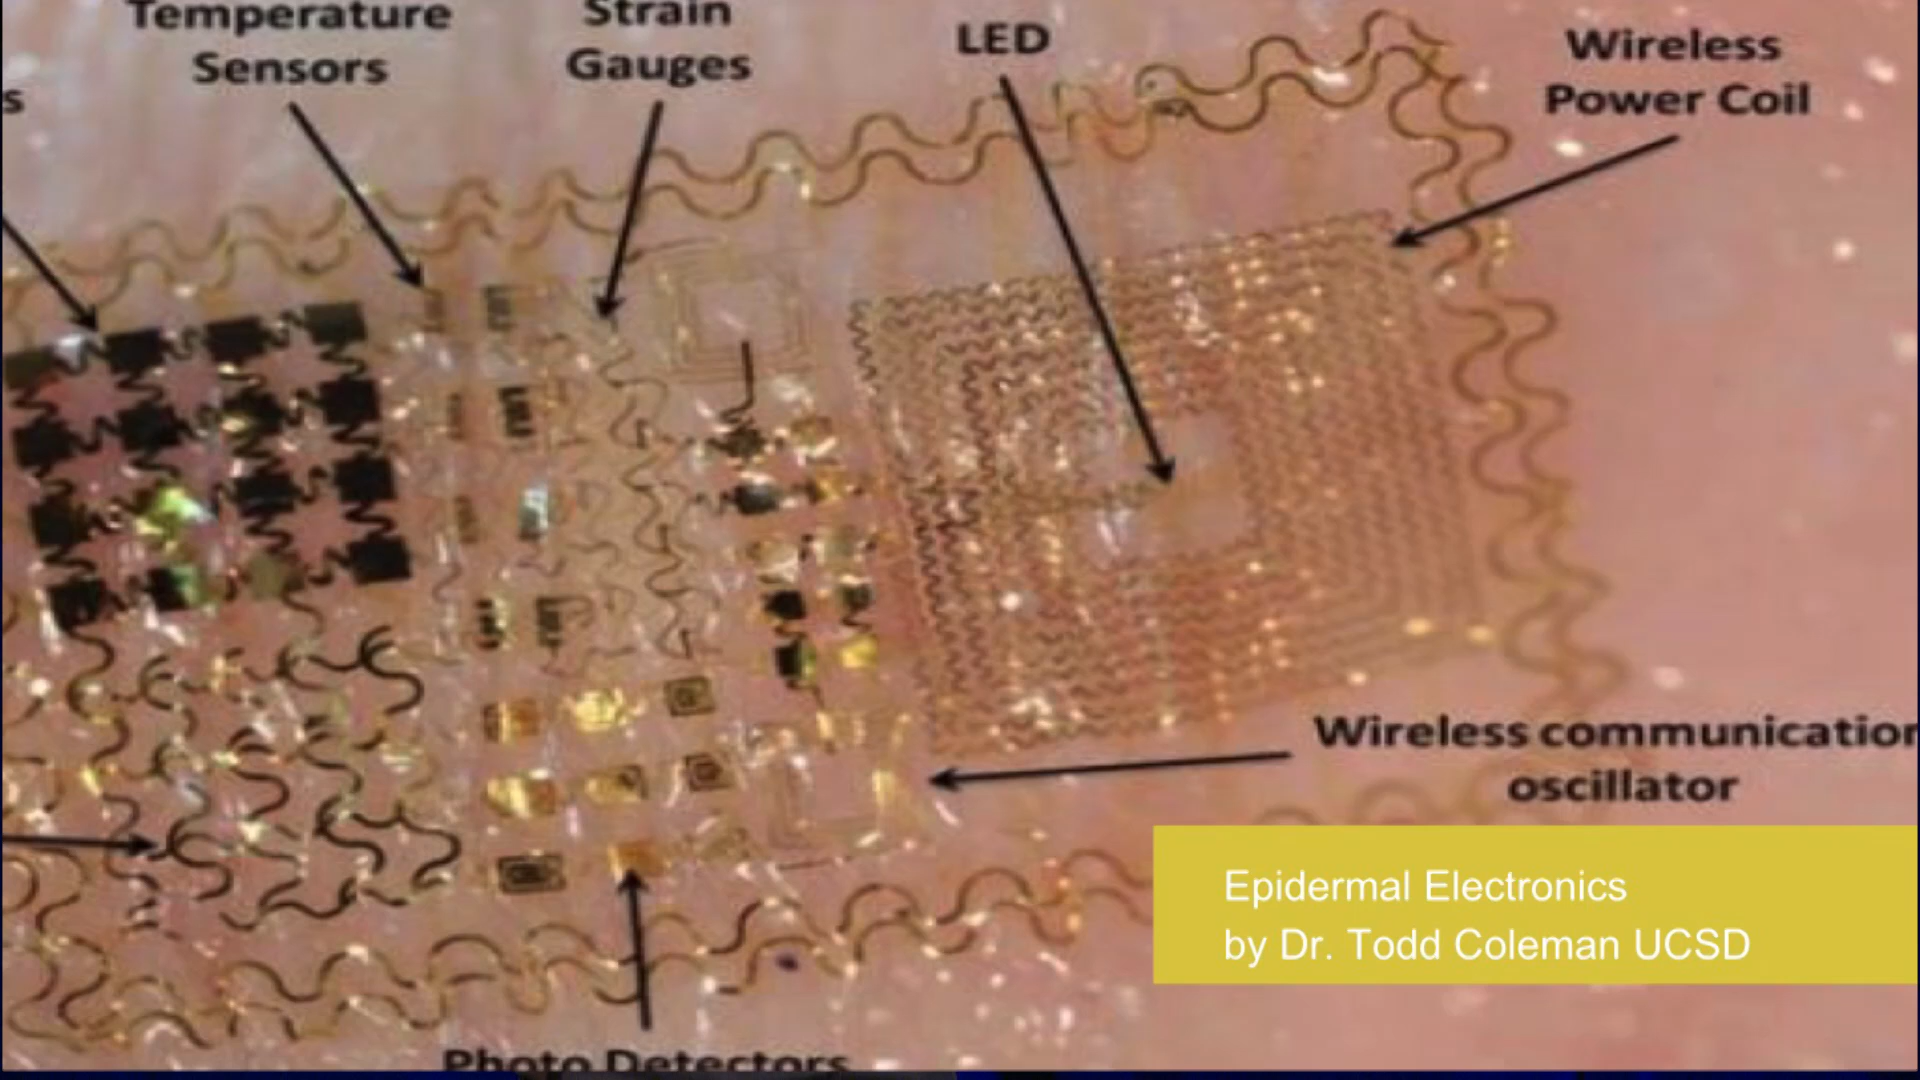 Temperature
Sensors
Strain
Gauges
LED
Wireless
Power Coil
s
Wireless communication
oscillator
Epidermal Electronics
by Dr. Todd Coleman UCSD
Photo Detectors